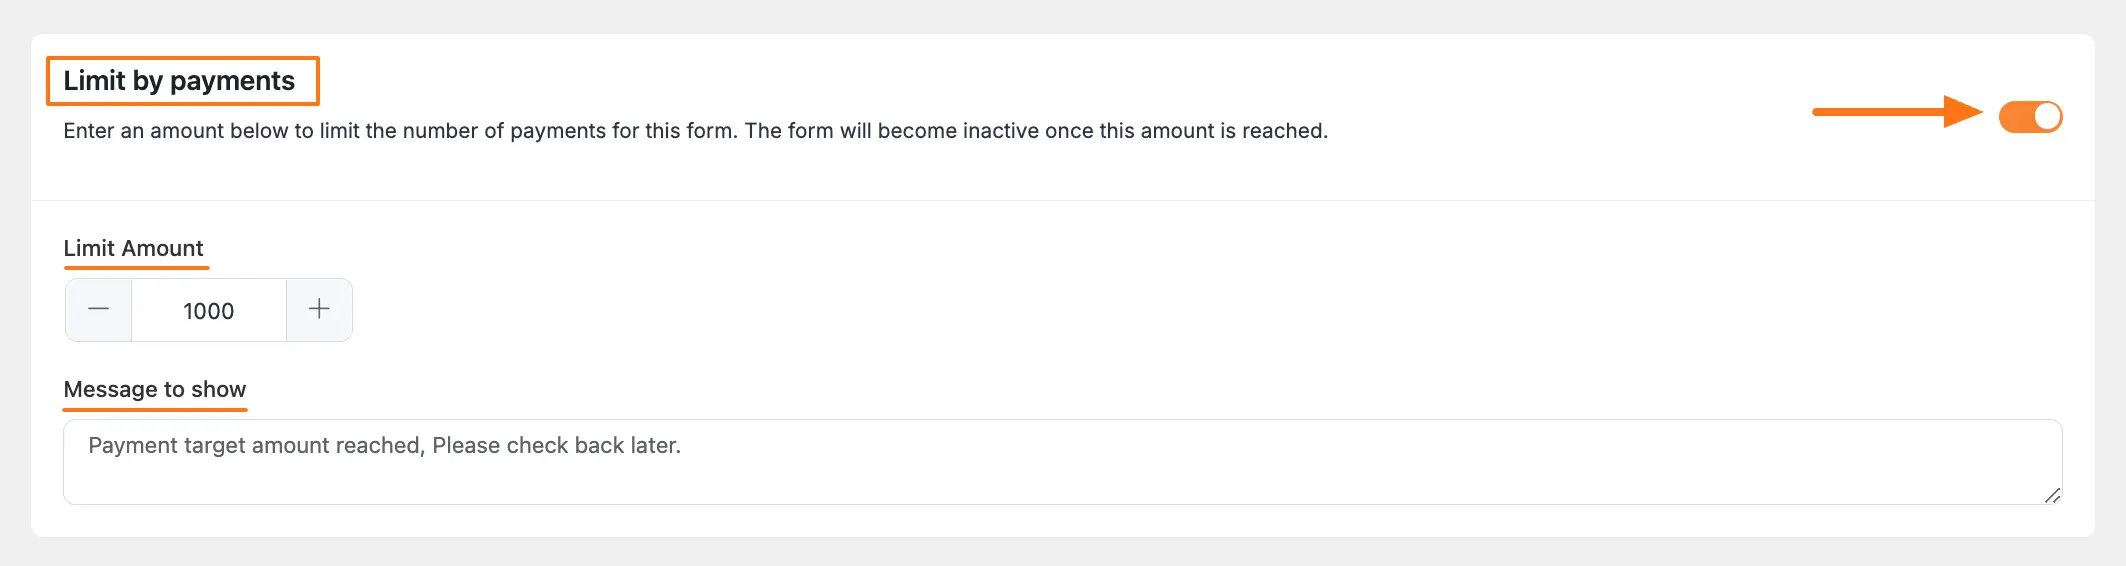 Limit by payments
Enter an amount below to limit the number of payments for this form. The form will become inactive once this amount is reached.
Limit Amount
1000
Message to show
Payment target amount reached, Please check back later.